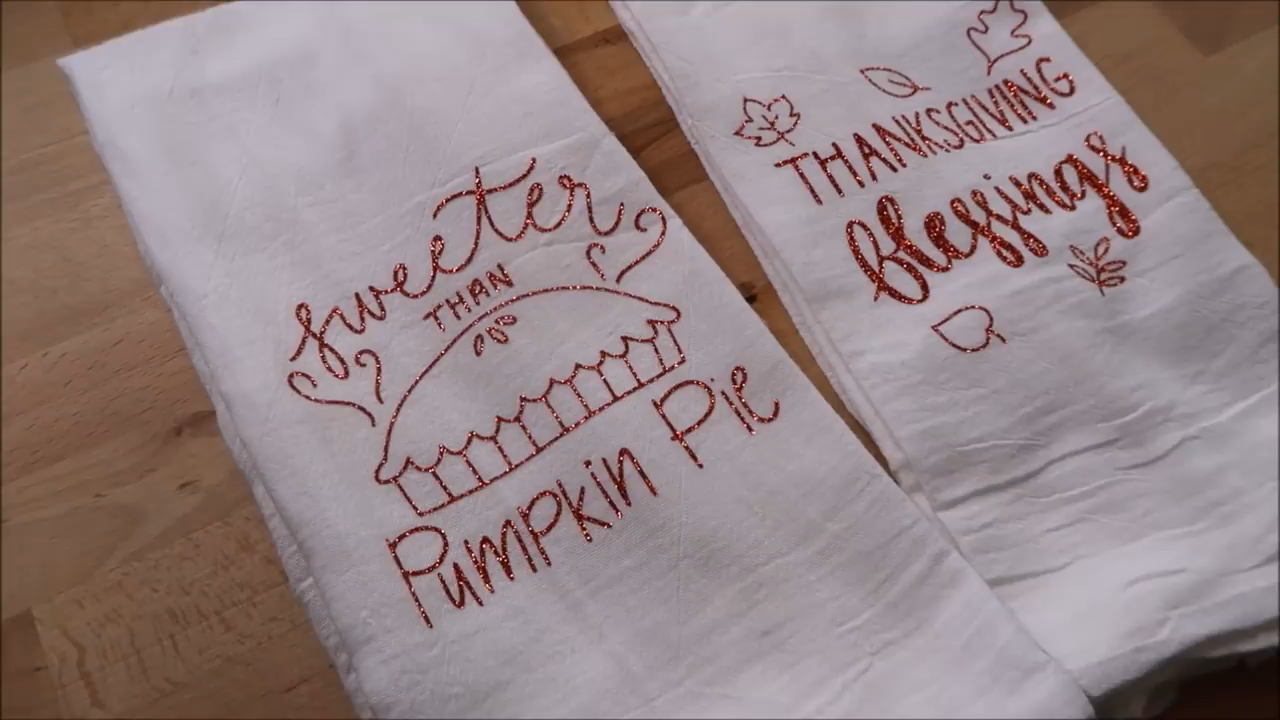 sweeter
THAN
Pumpkin Pie
THANKSGIVING
blessings